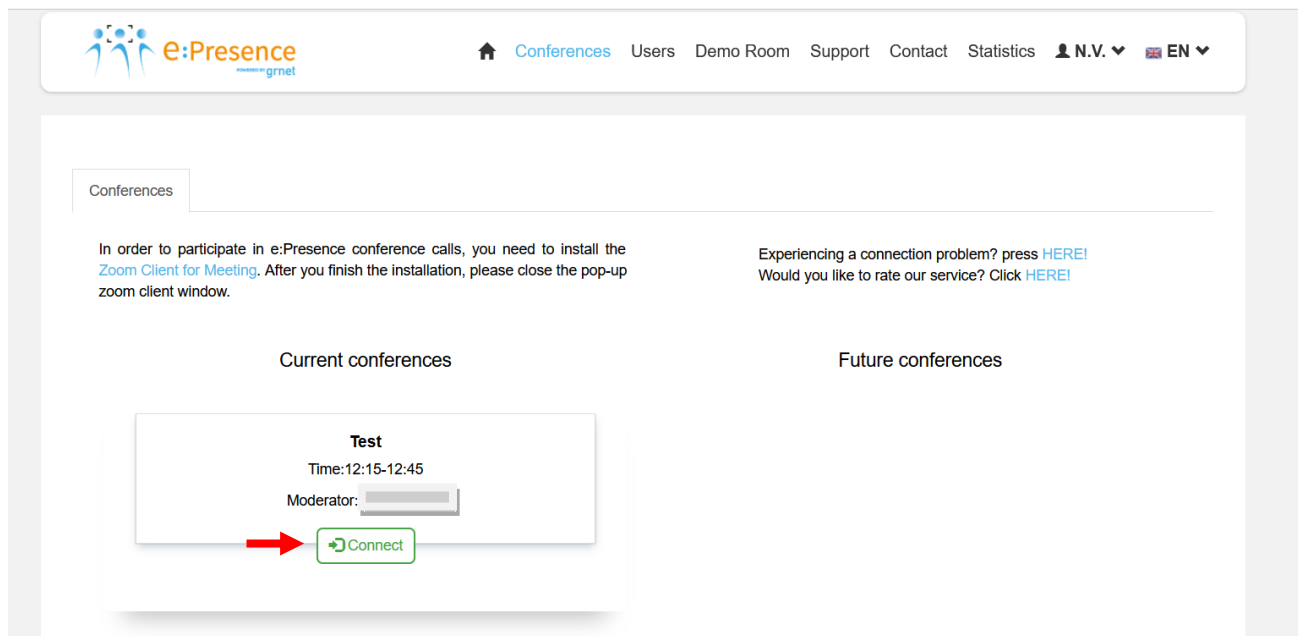 e:Presence
POWERED BY grnet
Conferences Users Demo Room Support Contact Statistics N.V. EN
Conferences
In order to participate in e:Presence conference calls, you need to install the
Zoom Client for Meeting. After you finish the installation, please close the pop-up
zoom client window.
Experiencing a connection problem? press HERE!
Would you like to rate our service? Click HERE!
Current conferences
Future conferences
Test
Time:12:15-12:45
Moderator:
Connect